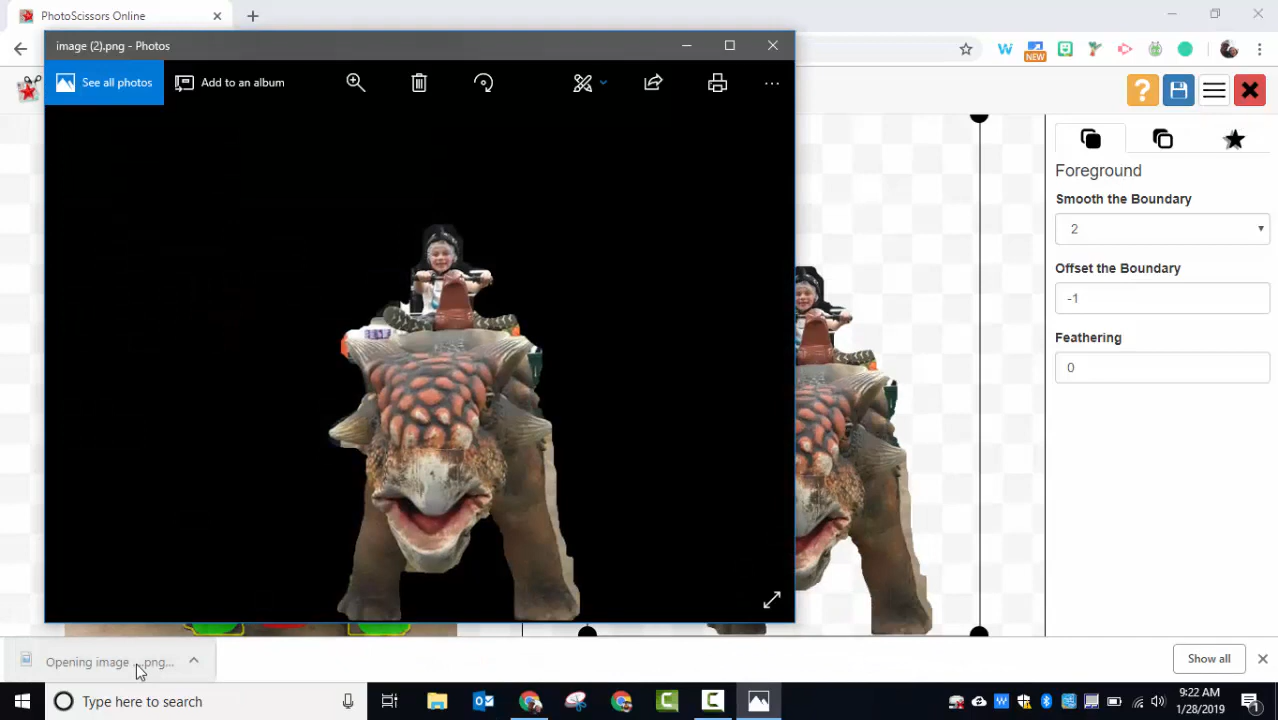 PhotoScissors Online
image (2).png - Photos
See all photos
Add to an album
NEW
Foreground
Smooth the Boundary
2
Offset the Boundary
-1
Feathering
0
Opening image ... .png...
Show all
Type here to search
9:22 AM
1/28/2019